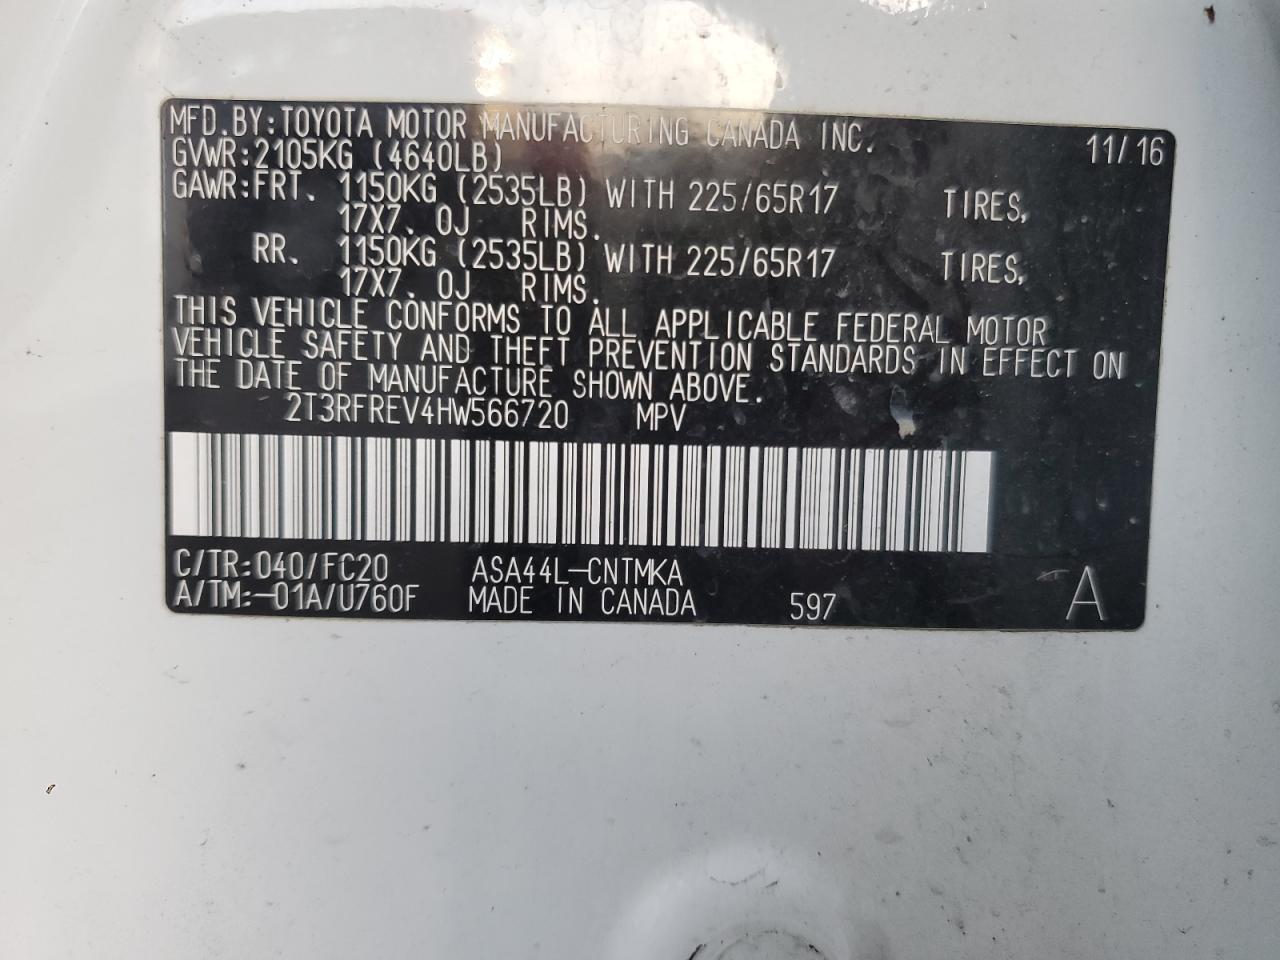 MFD.BY:TOYOTA MOTOR MANUFACTURING CANADA INC. 11/16
GVWR:2105KG (4640LB)
GAWR:FRT. 1150KG (2535LB) WITH 225/65R17 TIRES,
17X7.0J RIMS.
RR. 1150KG (2535LB) WITH 225/65R17 TIRES,
17X7.0J RIMS.
THIS VEHICLE CONFORMS TO ALL APPLICABLE FEDERAL MOTOR
VEHICLE SAFETY AND THEFT PREVENTION STANDARDS IN EFFECT ON
THE DATE OF MANUFACTURE SHOWN ABOVE.
2T3RFREV4HW566720 MPV
C/TR:040/FC20 ASA44L-CNTMKA
A/TM:-01A/U760F MADE IN CANADA 597 A